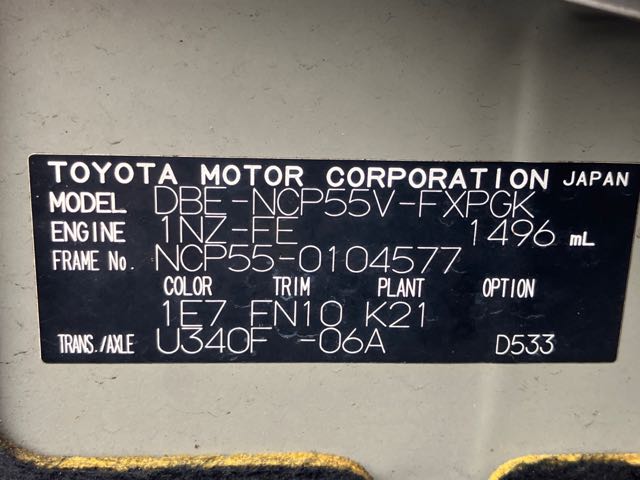 TOYOTA MOTOR CORPORATION JAPAN
MODEL DBE-NCP55V-FXPGK
ENGINE 1NZ-FE 1496 mL
FRAME No. NCP55-0104577
COLOR TRIM PLANT OPTION
1E7 FN10 K21
TRANS./AXLE U340F -06A D533